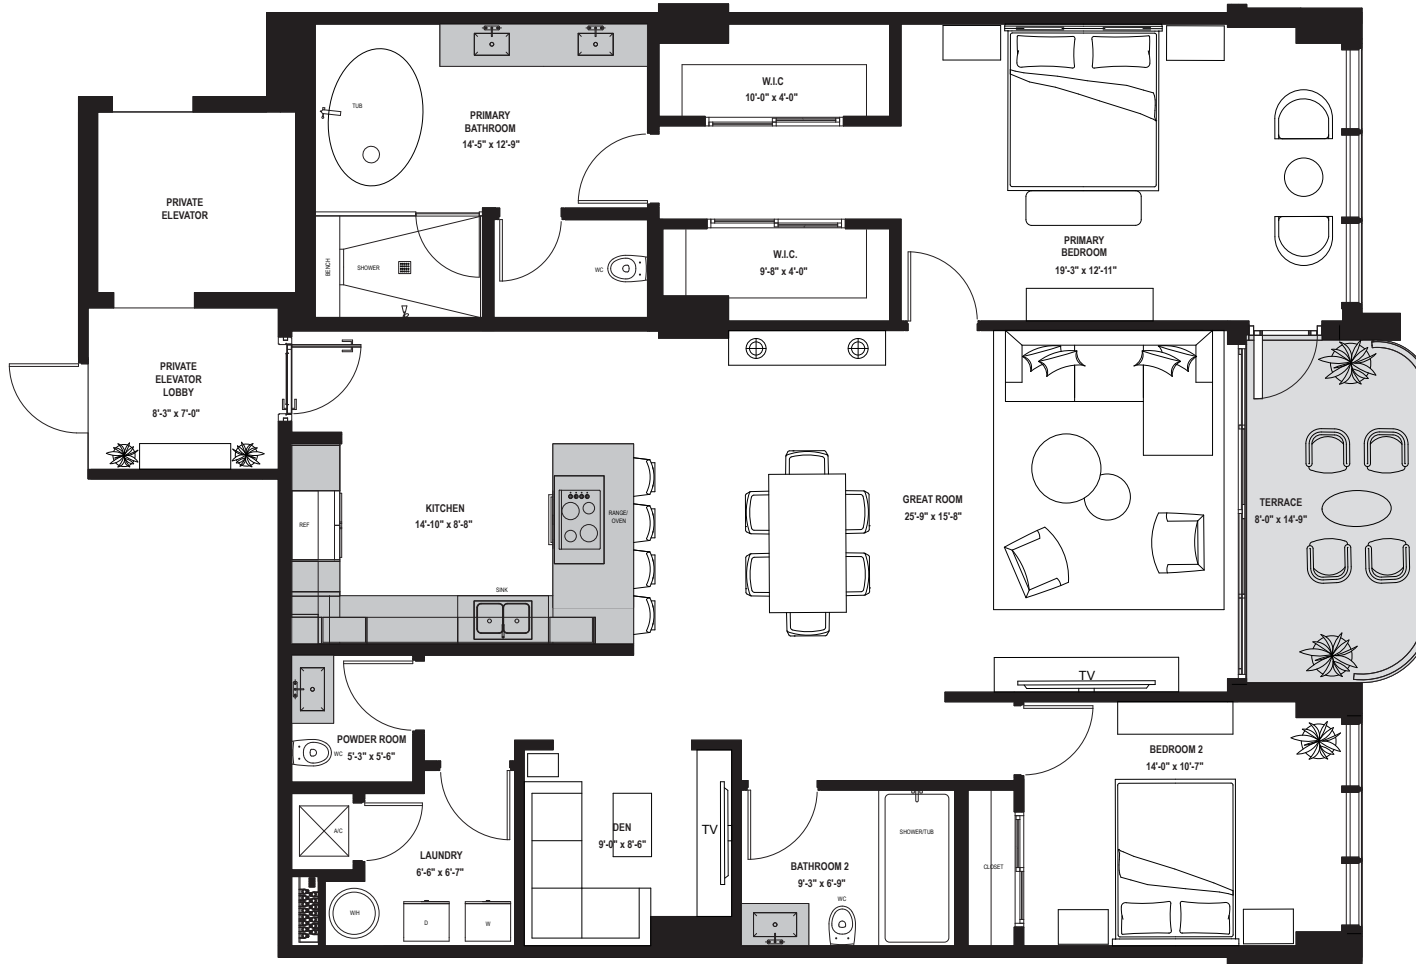 W.I.C
10'-0" x 4'-0"
TUB
PRIMARY
BATHROOM
14'-5" x 12'-9"
PRIVATE
ELEVATOR
PRIMARY
BEDROOM
19'-3" x 12'-11"
BENCH
SHOWER
WC
W.I.C.
9'-8" x 4'-0"
PRIVATE
ELEVATOR
LOBBY
8'-3" x 7'-0"
KITCHEN
14'-10" x 8'-8"
REF
RANGE/
OVEN
SINK
GREAT ROOM
25'-9" x 15'-8"
TERRACE
8'-0" x 14'-9"
TV
POWDER ROOM
5'-3" x 5'-6"
WC
BEDROOM 2
14'-0" x 10'-7"
A/C
LAUNDRY
6'-6" x 6'-7"
WH
D
W
DEN
9'-0" x 8'-6"
TV
BATHROOM 2
9'-3" x 6'-9"
WC
SHOWER/TUB
CLOSET